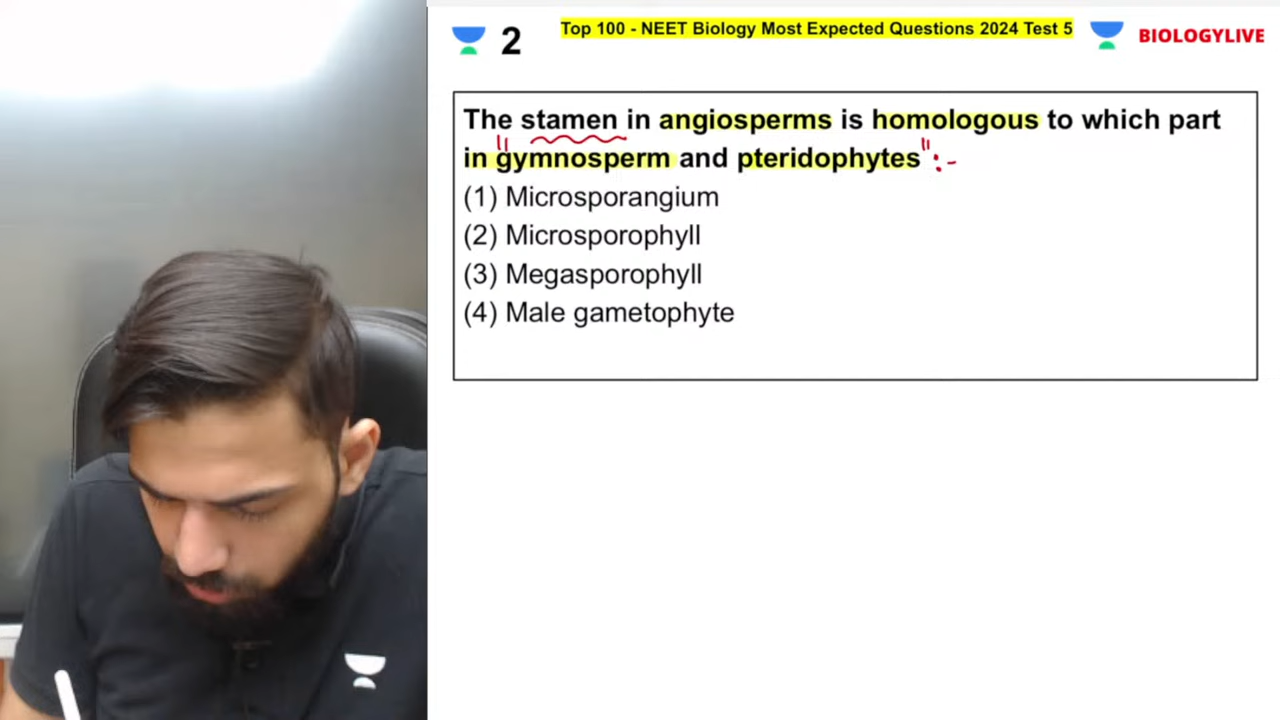 2
Top 100 - NEET Biology Most Expected Questions 2024 Test 5
BIOLOGYLIVE
The stamen in angiosperms is homologous to which part
in "gymnosperm and pteridophytes" :-
(1) Microsporangium
(2) Microsporophyll
(3) Megasporophyll
(4) Male gametophyte